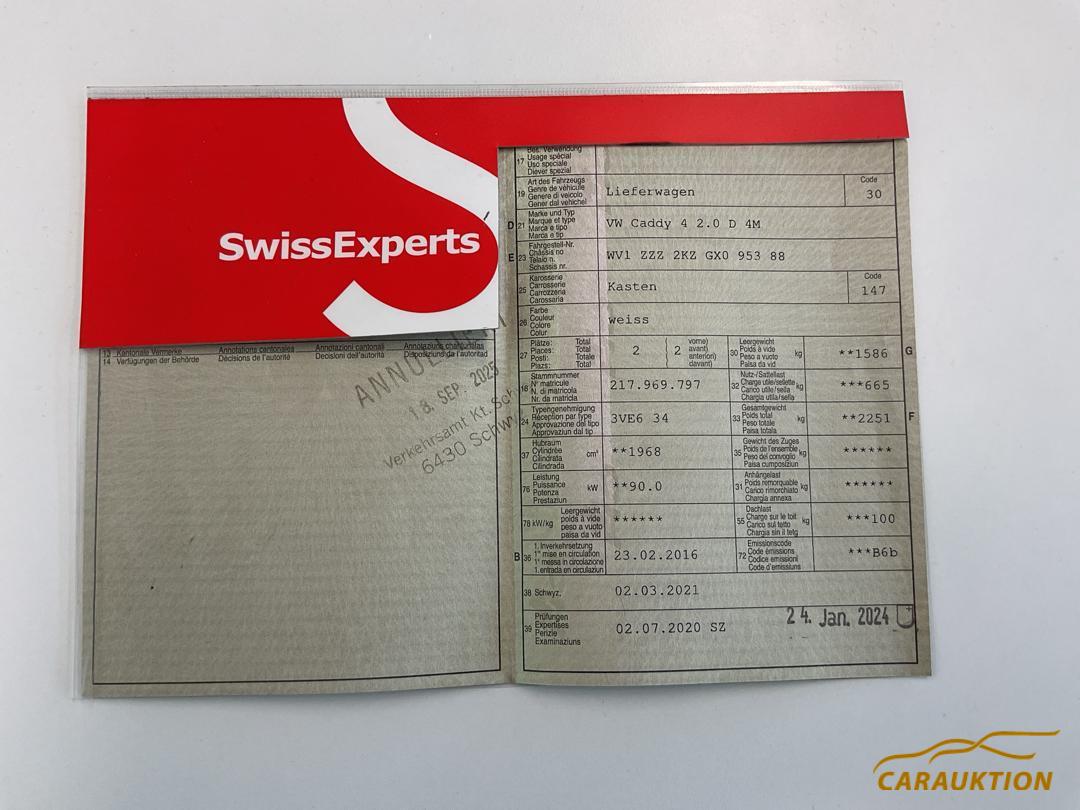 SwissExperts
13 Kantonale Vermerke Annotations cantonales Annotazioni cantonali Annotaziuns chantunalas
14 Verfügungen der Behörde Décisions de l'autorité Decisioni dell'autorità Disposiziuns da l'autoritad
18. SEP. 2025
Verkehrsamt Kt.
6430
17 Bes. Verwendung
Usage spécial
Uso speciale
Diever spezial
19 Art des Fahrzeugs
Genre de véhicule
Genere di veicolo
Gener dal vehichel
Lieferwagen
Code
30
D 21 Marke und Typ
Marque et type
Marca e tipo
Marca e tip
VW Caddy 4 2.0 D 4M
E 23 Fahrgestell-Nr.
Châssis no
Telaio n.
Schassis nr.
WV1 ZZZ 2KZ GX0 953 88
25 Karosserie
Carrosserie
Carrozzeria
Carossaria
Kasten
Code
147
26 Farbe
Couleur
Colore
Colur
weiss
27 Plätze: Total
Places: Total
Posti: Totale
Plazs: Total
2
2
vorne)
avant)
anteriori)
davant)
30 Leergewicht
Poids à vide
Peso a vuoto
Paisa da vid
kg
**1586
G
18 Stammnummer
N° matricule
N. di matricola
Nr. da matricla
217.969.797
32 Nutz-/Sattellast
Charge utile/sellette
Carico utile/sella
Chargia utila/sella
kg
***665
24 Typengenehmigung
Réception par type
Approvazione del tipo
Approvaziun dal tip
3VE6 34
33 Gesamtgewicht
Poids total
Peso totale
Paisa totala
kg
**2251
F
37 Hubraum
Cylindrée
Cilindrata
Cilindrada
cm³
**1968
35 Gewicht des Zuges
Poids de l'ensemble
Peso del convoglio
Paisa cumposiziun
kg
******
76 Leistung
Puissance
Potenza
Prestaziun
kW
**90.0
31 Anhängelast
Poids remorquable
Carico rimorchiato
Chargia annexa
kg
******
78 kW/kg
Leergewicht
poids à vide
peso a vuoto
paisa da vid
******
55 Dachlast
Charge sur le toit
Carico sul tetto
Chargia sin il tetg
kg
***100
B 36 1. Inverkehrsetzung
1re mise en circulation
1a messa in circolazione
1. entrada en circulaziun
23.02.2016
72 Emissionscode
Code émissions
Codice emissioni
Code d'emissiuns
***B6b
38 Schwyz,
02.03.2021
39 Prüfungen
Expertises
Perizie
Examinaziuns
02.07.2020 SZ
24. Jan. 2024
CARAUKTION